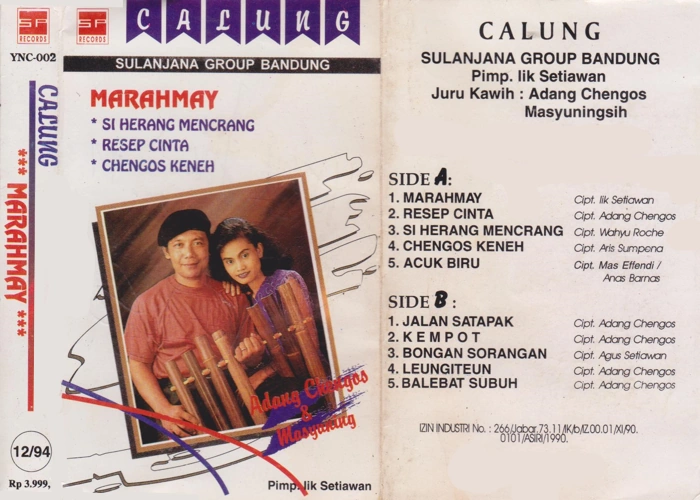 SP
RECORDS
YNC-002
CALUNG
*** MARAHMAY ***
12/94
Rp 3.999,
SP
RECORDS
CALUNG
SULANJANA GROUP BANDUNG
MARAHMAY
* SI HERANG MENCRANG
* RESEP CINTA
* CHENGOS KENEH
Adang Chengos
&
Masyuning
Pimp. Iik Setiawan
CALUNG
SULANJANA GROUP BANDUNG
Pimp. Iik Setiawan
Juru Kawih : Adang Chengos
Masyuningsih
SIDE A:
1. MARAHMAY Cipt. Iik Setiawan
2. RESEP CINTA Cipt. Adang Chengos
3. SI HERANG MENCRANG Cipt. Wahyu Roche
4. CHENGOS KENEH Cipt. Aris Sumpena
5. ACUK BIRU Cipt. Mas Effendi /
Anas Barnas
SIDE B :
1. JALAN SATAPAK Cipt. Adang Chengos
2. K E M P O T Cipt. Adang Chengos
3. BONGAN SORANGAN Cipt. Agus Setiawan
4. LEUNGITEUN Cipt. Adang Chengos
5. BALEBAT SUBUH Cipt. Adang Chengos
IZIN INDUSTRI No. : 266/Jabar.73.11/IK/b/IZ.00.01/XI/90.
0101/ASIRI/1990.